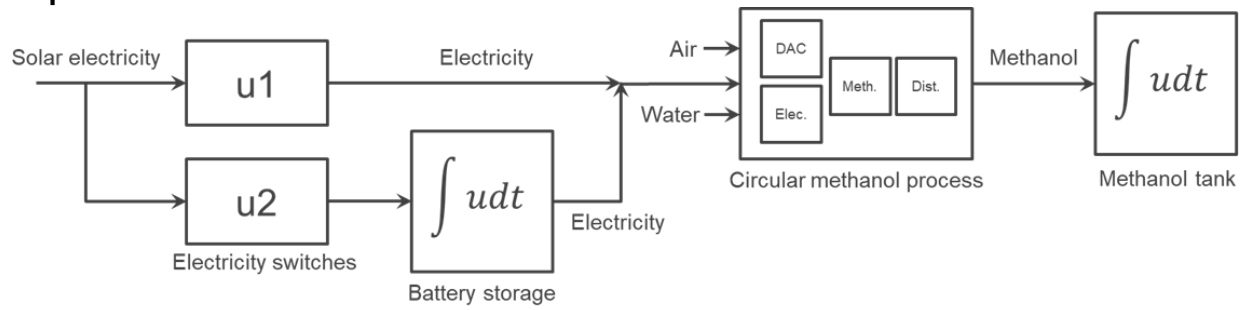 Solar electricity
u1
Electricity
Air
DAC
Meth.
Dist.
Elec.
Water
Methanol
∫ udt
Circular methanol process
Methanol tank
u2
∫ udt
Electricity
Electricity switches
Battery storage